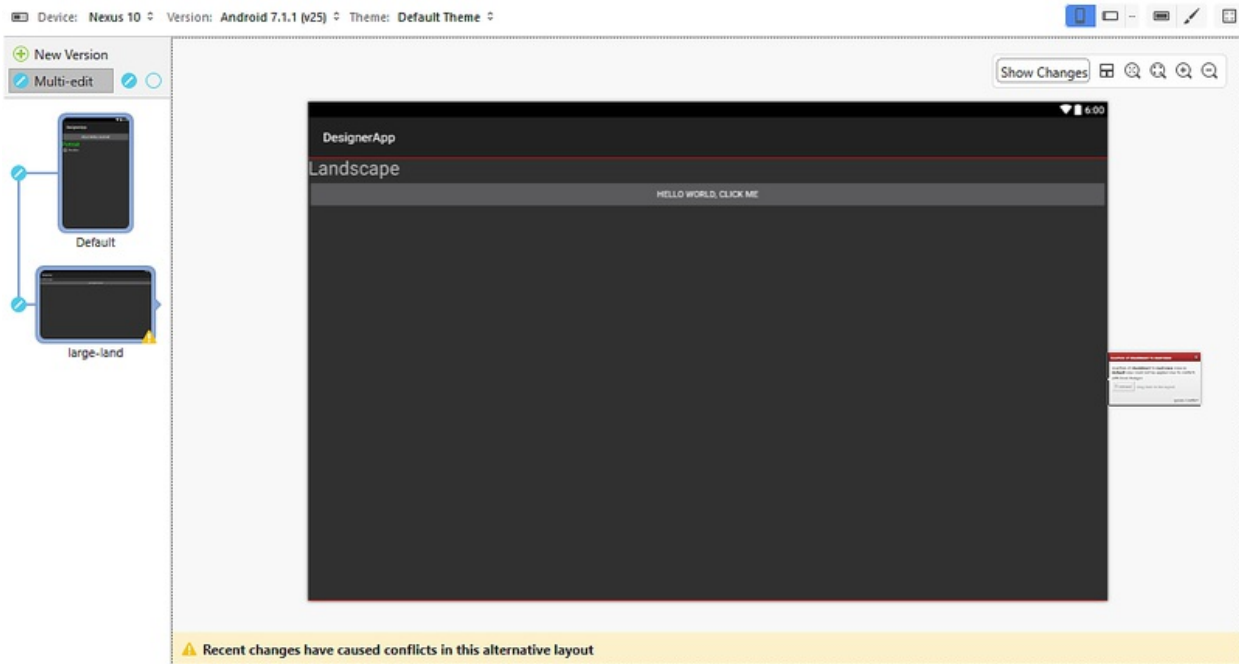 Device: Nexus 10 Version: Android 7.1.1 (v25) Theme: Default Theme
New Version
Multi-edit
Show Changes
6:00
DesignerApp
Landscape
HELLO WORLD, CLICK ME
Default
large-land
Recent changes have caused conflicts in this alternative layout